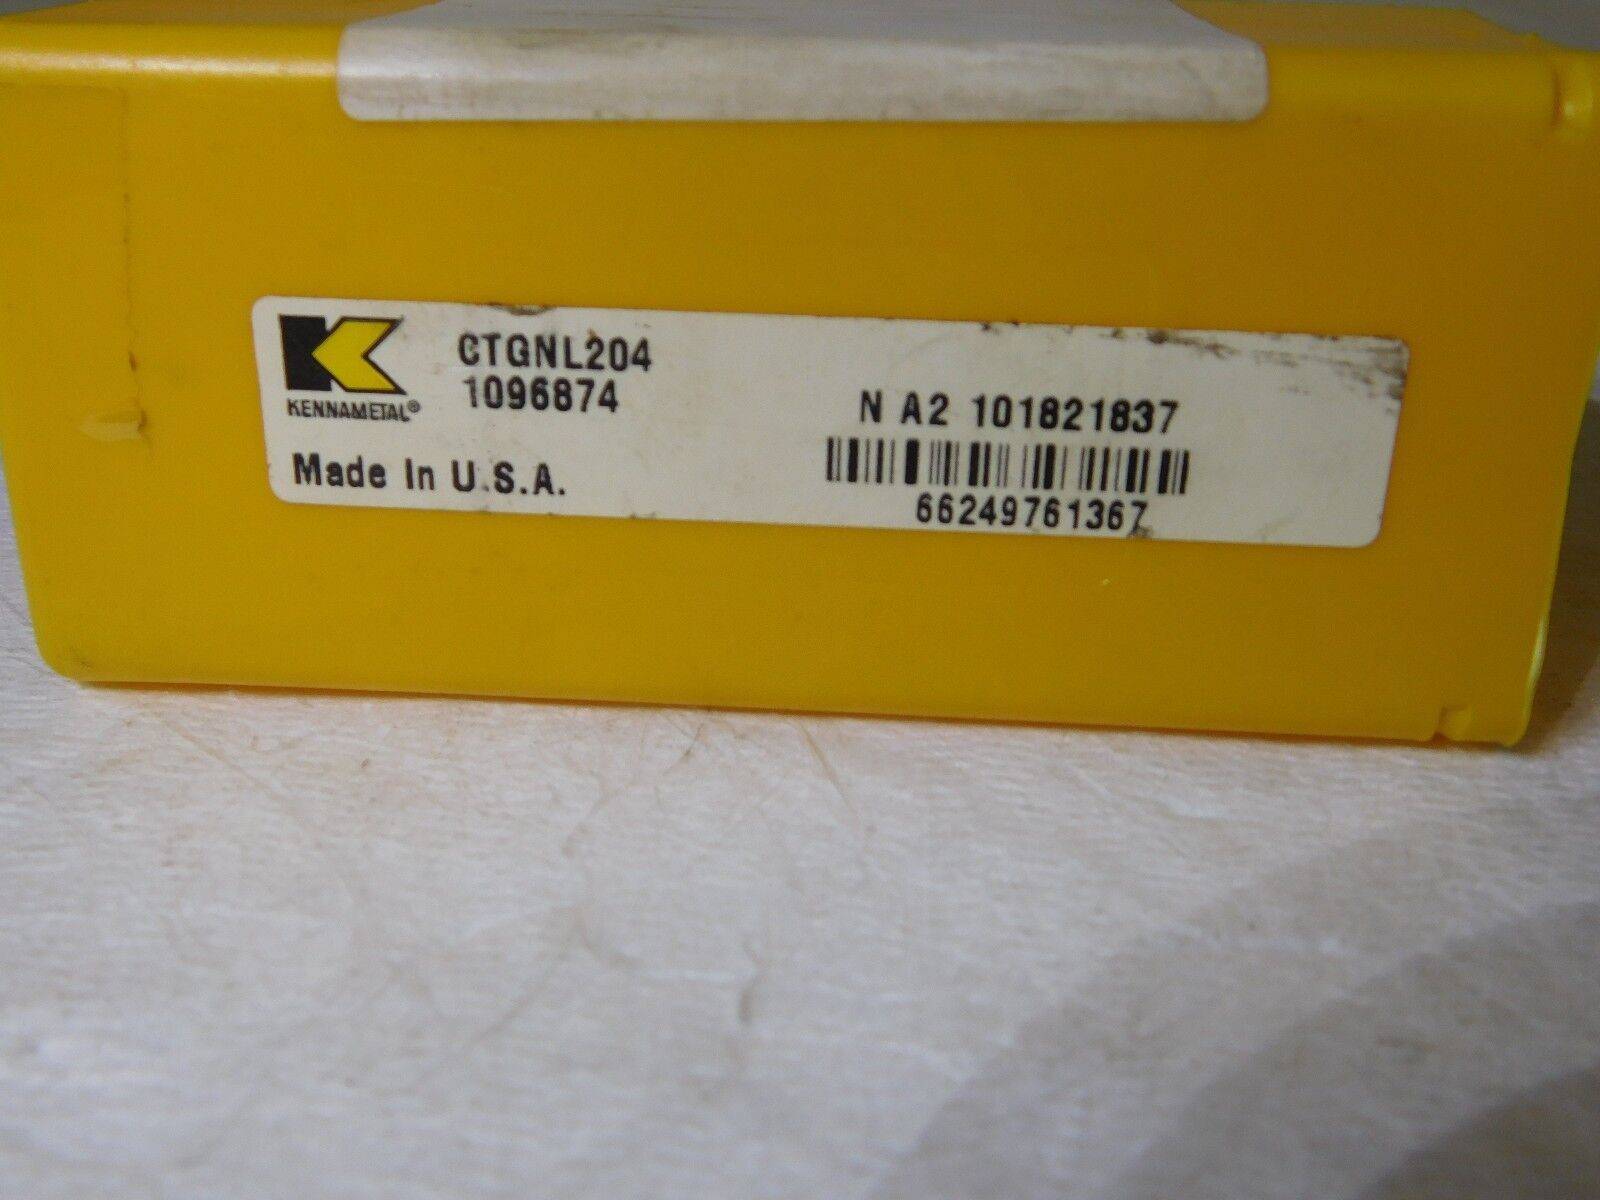 KENNAMETAL®
CTGNL204
1096874
Made In U.S.A.
N A2 101821837
66249761367